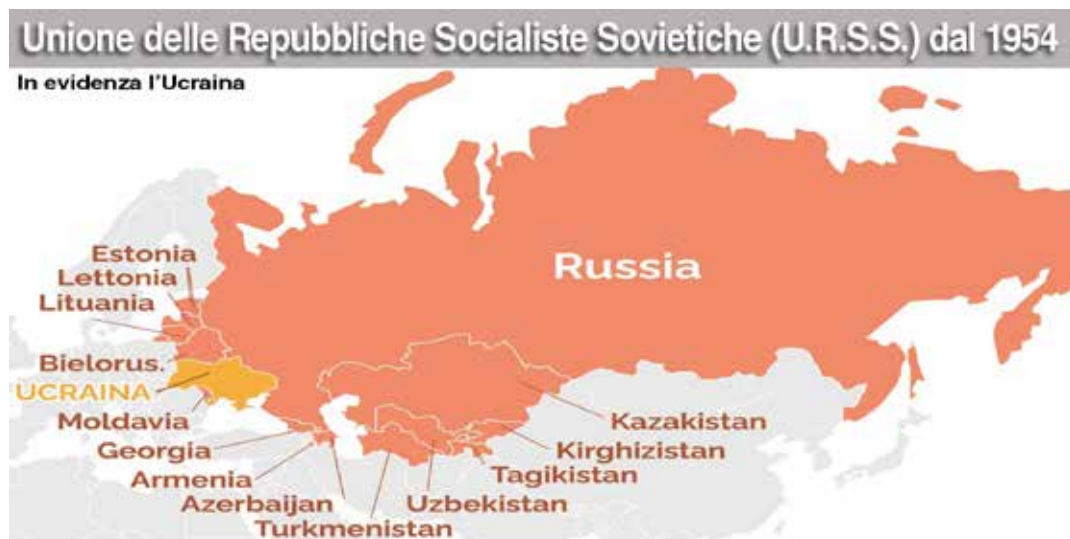 Unione delle Repubbliche Socialiste Sovietiche (U.R.S.S.) dal 1954
In evidenza l'Ucraina
Russia
Estonia
Lettonia
Lituania
Bielorus.
UCRAINA
Moldavia
Georgia
Armenia
Azerbaijan
Turkmenistan
Uzbekistan
Tagikistan
Kirghizistan
Kazakistan